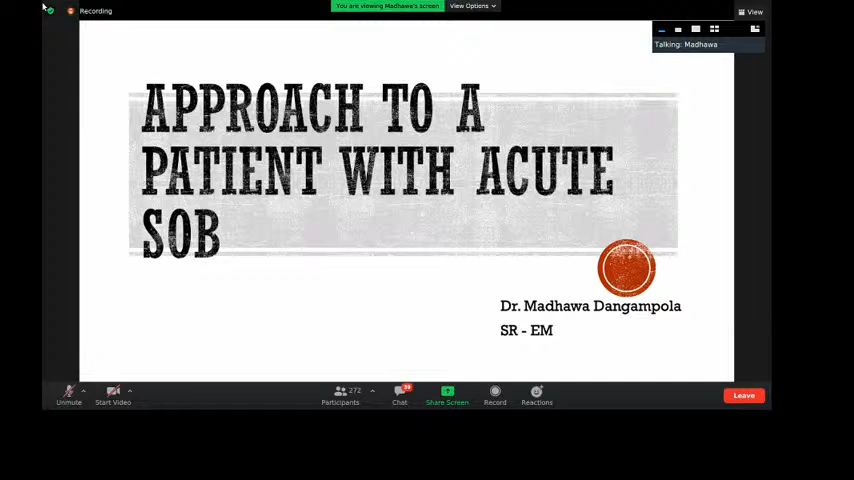 Recording
You are viewing Madhawa's screen
View Options
View
Talking: Madhawa
APPROACH TO A
PATIENT WITH ACUTE
SOB
Dr. Madhawa Dangampola
SR - EM
Unmute
Start Video
272
Participants
39
Chat
Share Screen
Record
Reactions
Leave